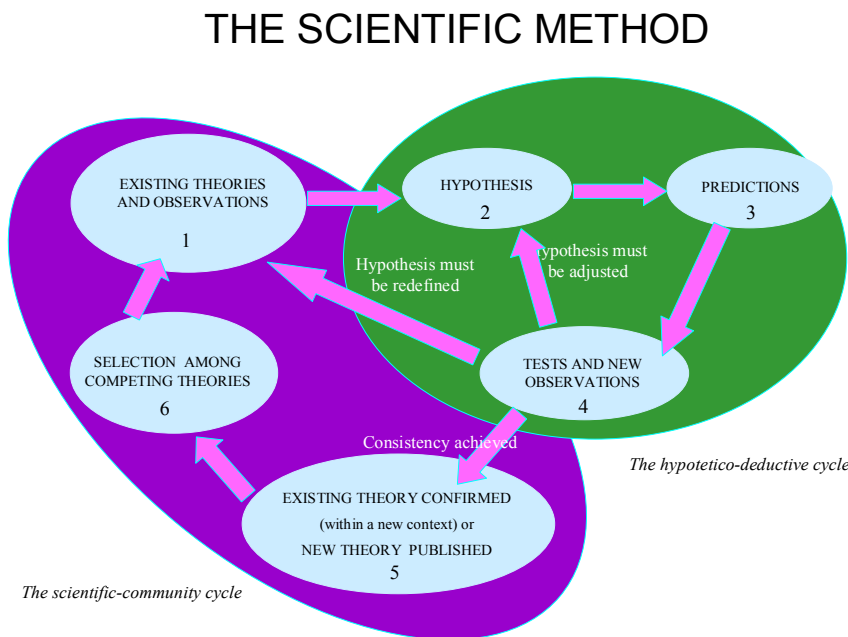 THE SCIENTIFIC METHOD
EXISTING THEORIES
AND OBSERVATIONS
1
HYPOTHESIS
2
PREDICTIONS
3
Hypothesis must
be redefined
ypothesis must
be adjusted
SELECTION AMONG
COMPETING THEORIES
6
TESTS AND NEW
OBSERVATIONS
4
Consistency achieved
EXISTING THEORY CONFIRMED
(within a new context) or
NEW THEORY PUBLISHED
5
The hypotetico-deductive cycle
The scientific-community cycle